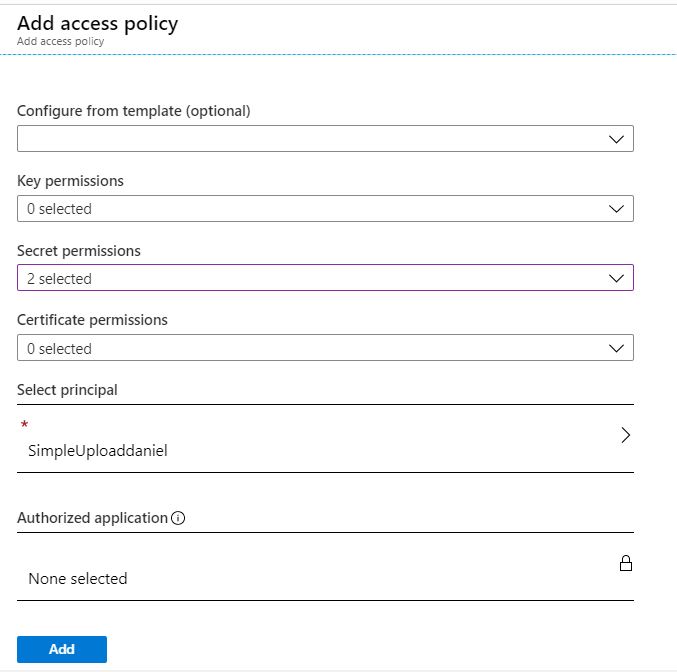 Add access policy
Add access policy
Configure from template (optional)
Key permissions
0 selected
Secret permissions
2 selected
Certificate permissions
0 selected
Select principal
*
SimpleUploaddaniel
Authorized application
None selected
Add